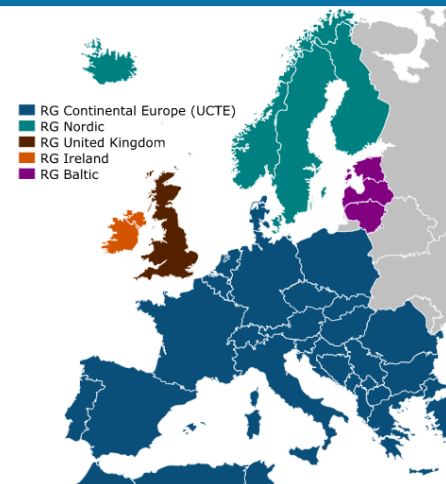 RG Continental Europe (UCTE)
RG Nordic
RG United Kingdom
RG Ireland
RG Baltic